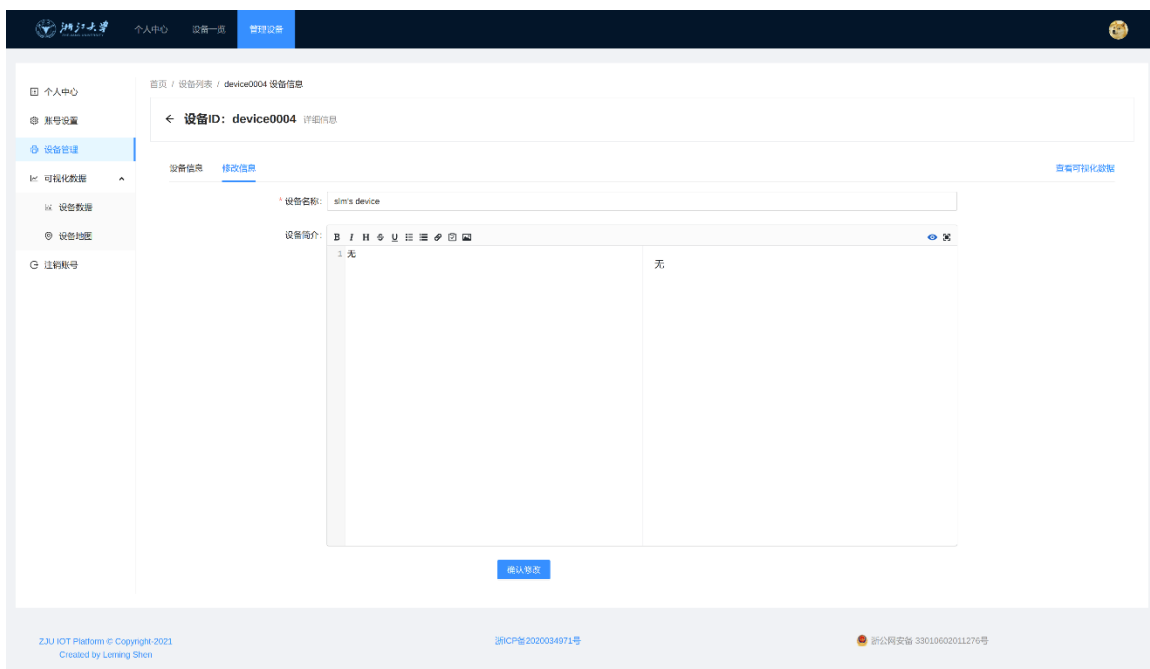 浙江大学 个人中心 设备一览 管理设备
个人中心
账号设置
设备管理
可视化数据
设备数据
设备地图
注销账号
首页 / 设备列表 / device0004 设备信息
← 设备ID：device0004 详细信息
设备信息 修改信息 查看可视化数据
* 设备名称: slm's device
设备简介: B I H S U
1 无
无
确认修改
ZJU IOT Platform © Copyright-2021
Created by Leming Shen
浙ICP备2020034971号
浙公网安备 33010602011276号